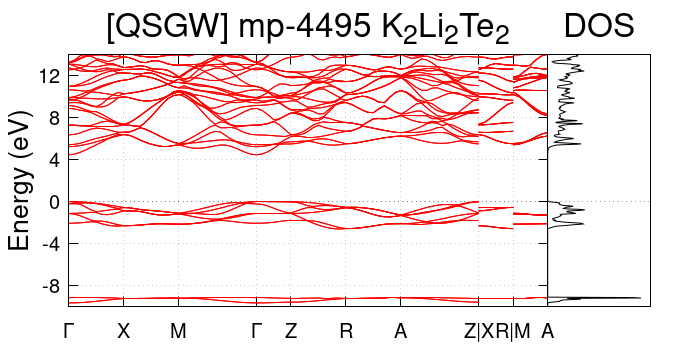 [QSGW] mp-4495 K₂Li₂Te₂ DOS
Energy (eV)
12
8
4
0
-4
-8
Γ X M Γ Z R A Z|XR|M A